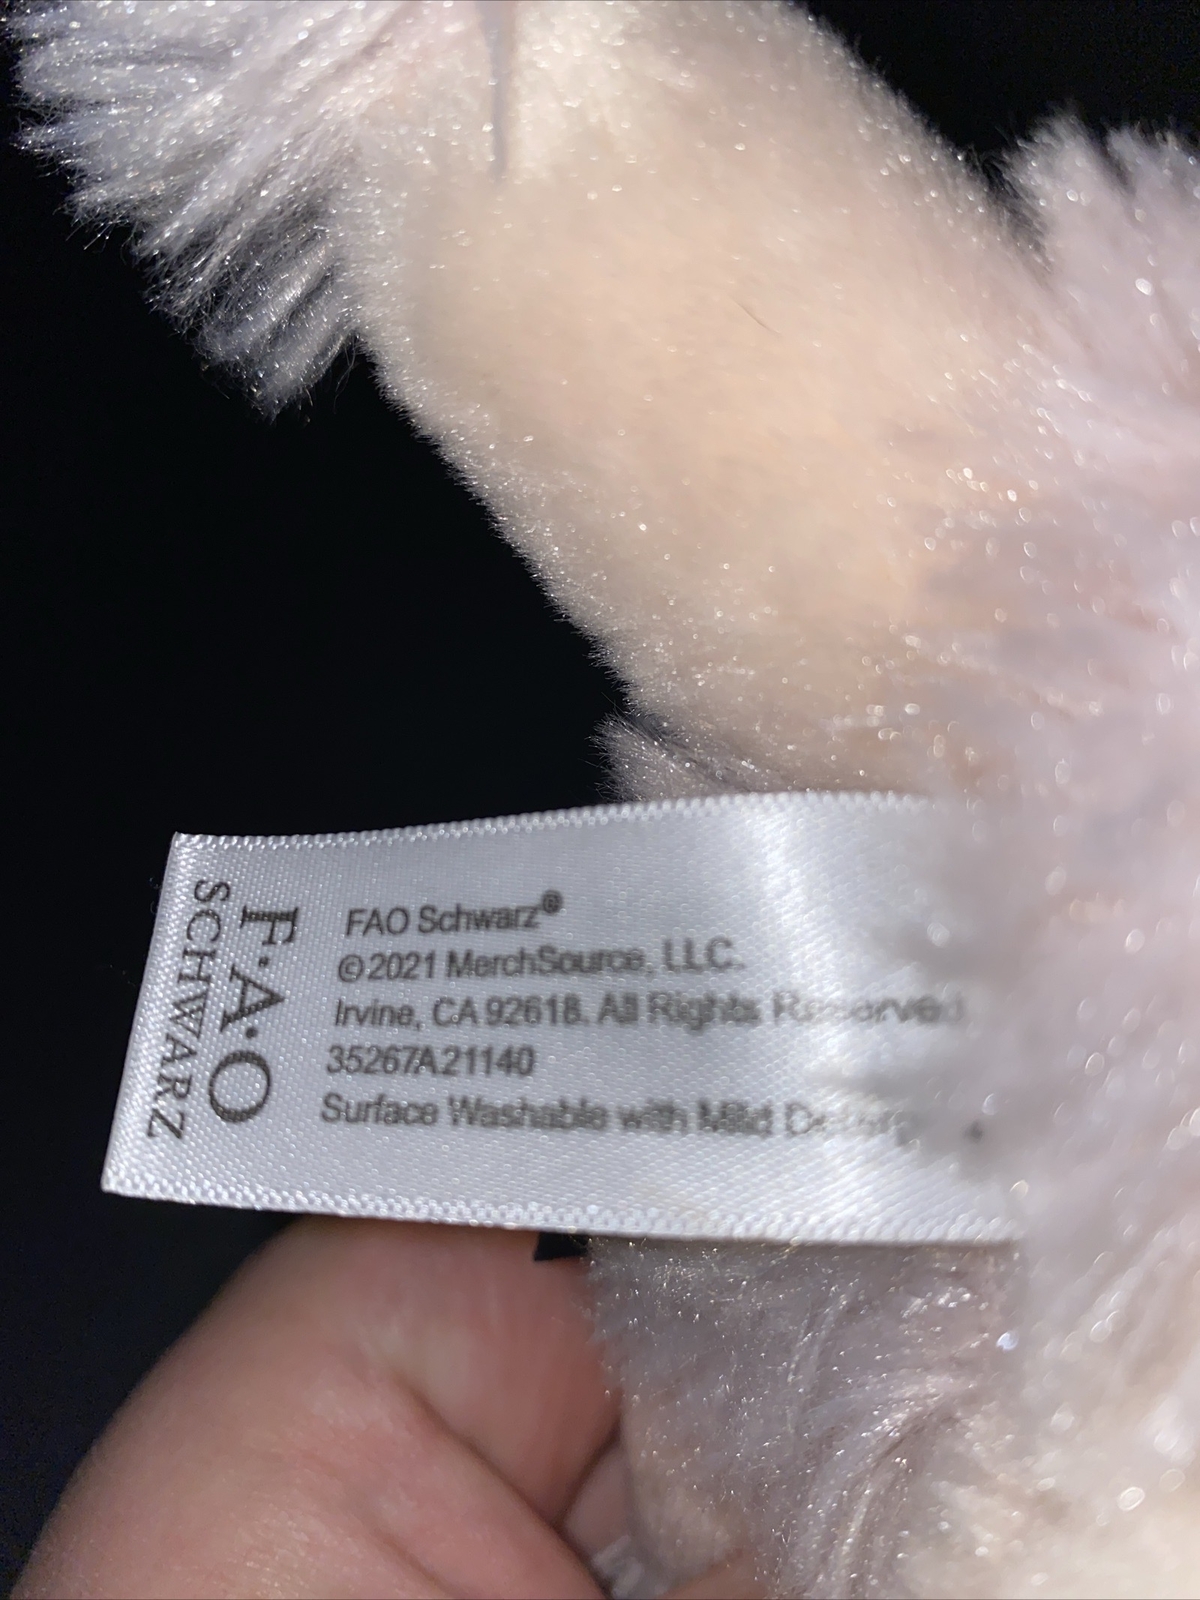 F·A·O
SCHWARZ
FAO Schwarz®
©2021 MerchSource, LLC.
Irvine, CA 92618. All Rights Reserved.
35267A21140
Surface Washable with Mild